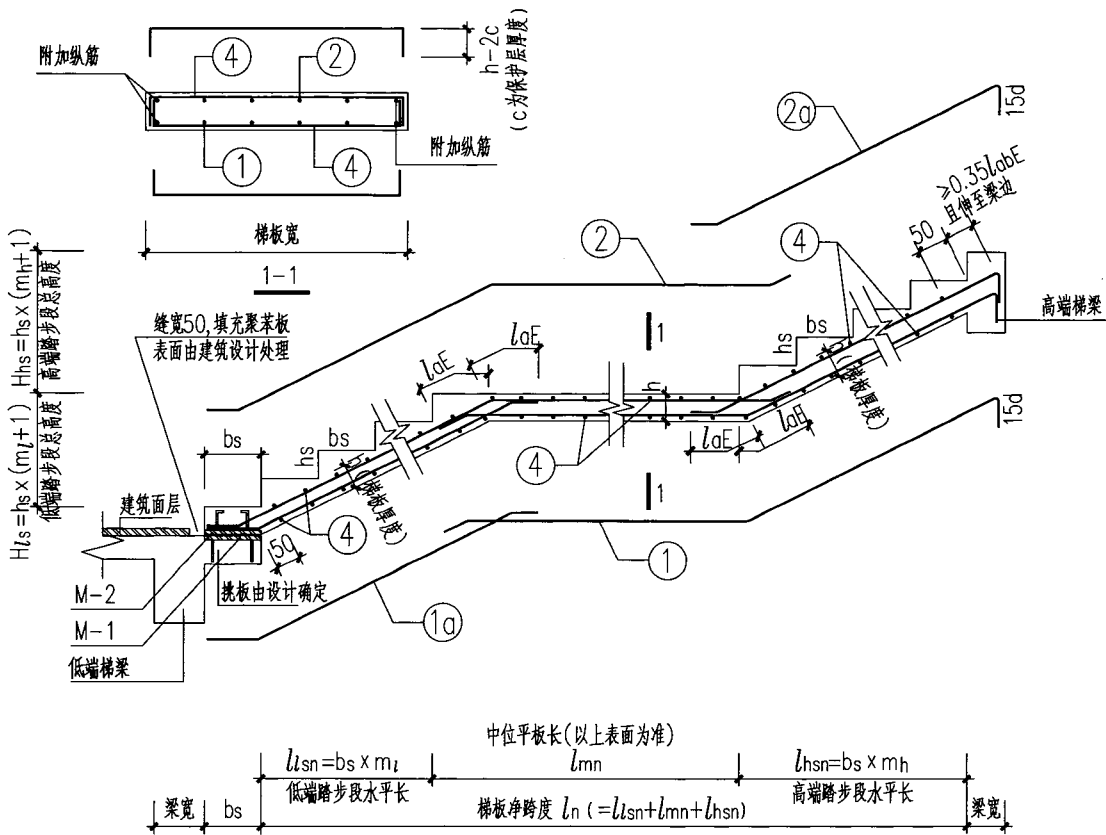 附加纵筋
4
2
h-2c
(c为保护层厚度)
1
4
附加纵筋
梯板宽
1-1
2a
15d
≥0.35labE
且伸至梁边
50
4
2
高端梯梁
Hhs=hs×(mh+1)
高端踏步段总高度
缝宽50,填充聚苯板
表面由建筑设计处理
1
bs
hs
laE
laE
h
h
(梯板厚度)
15d
Hls=hs×(ml+1)
低端踏步段总高度
bs
bs
hs
h
(梯板厚度)
4
laE
laE
1
建筑面层
4
50
1
挑板由设计确定
M-2
M-1
1a
低端梯梁
中位平板长(以上表面为准)
llsn=bs×ml
lmn
lhsn=bs×mh
低端踏步段水平长
高端踏步段水平长
梁宽
bs
梯板净跨度 ln (=llsn+lmn+lhsn)
梁宽